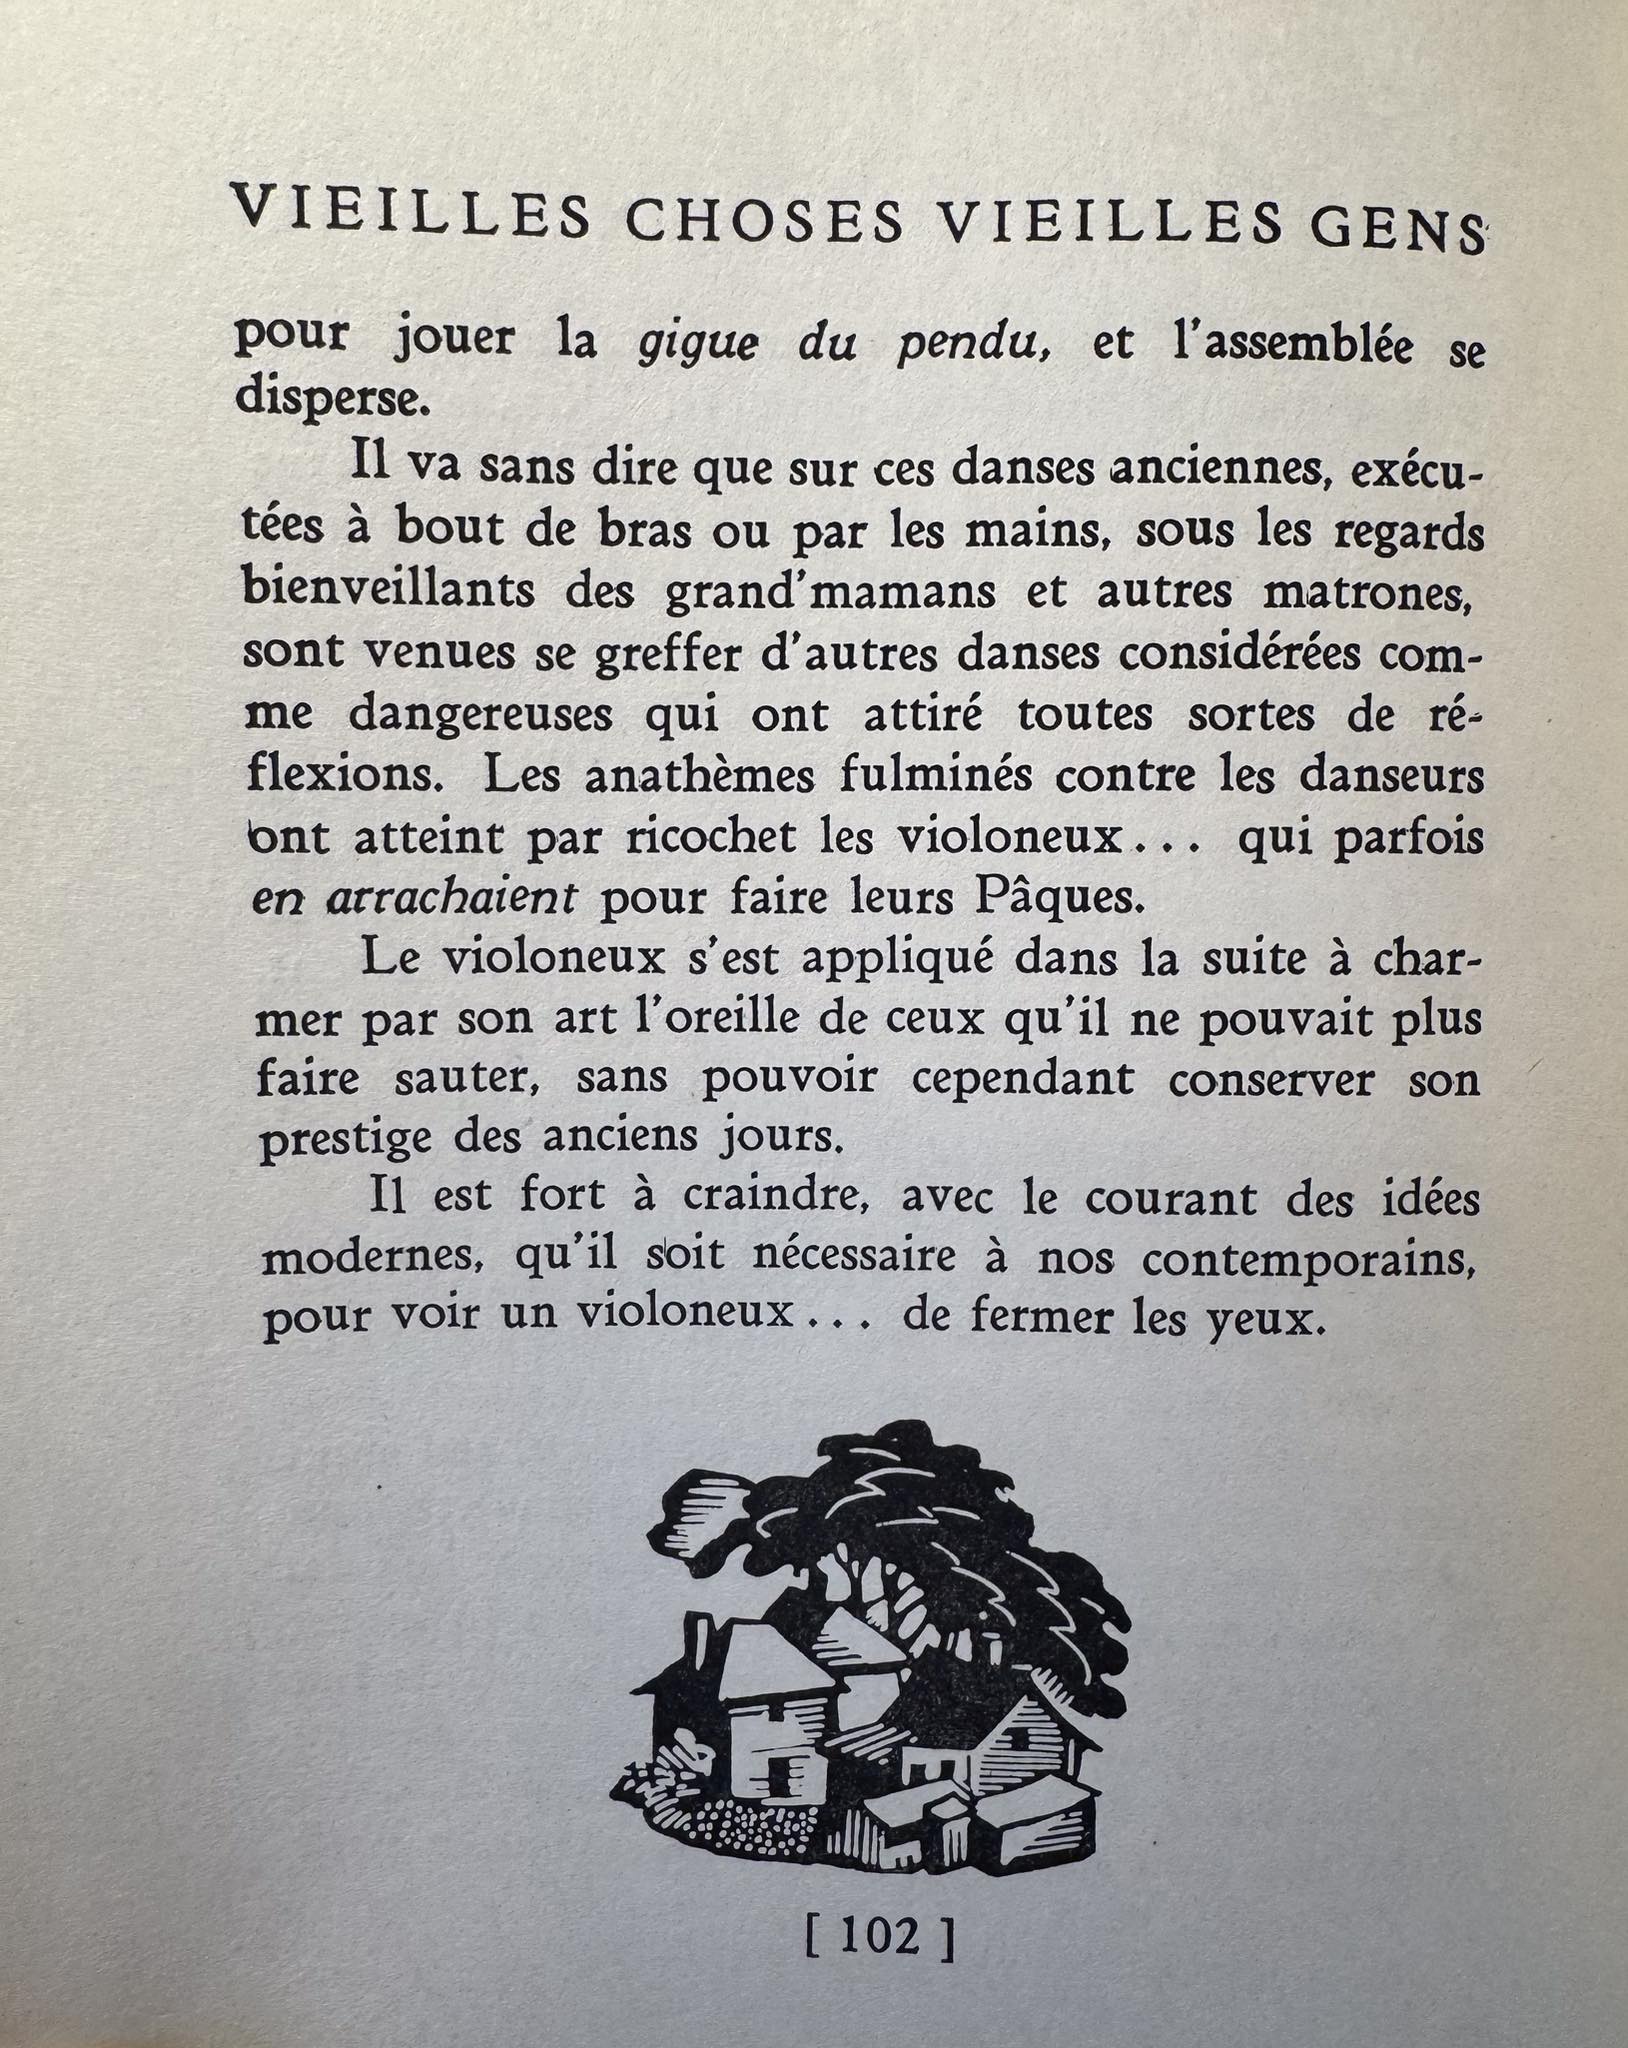 VIEILLES CHOSES VIEILLES GENS
pour jouer la gigue du pendu, et l'assemblée se
disperse.
Il va sans dire que sur ces danses anciennes, exécu-
tées à bout de bras ou par les mains, sous les regards
bienveillants des grand'mamans et autres matrones,
sont venues se greffer d'autres danses considérées com-
me dangereuses qui ont attiré toutes sortes de ré-
flexions. Les anathèmes fulminés contre les danseurs
ont atteint par ricochet les violoneux... qui parfois
en arrachaient pour faire leurs Pâques.
Le violoneux s'est appliqué dans la suite à char-
mer par son art l'oreille de ceux qu'il ne pouvait plus
faire sauter, sans pouvoir cependant conserver son
prestige des anciens jours.
Il est fort à craindre, avec le courant des idées
modernes, qu'il soit nécessaire à nos contemporains,
pour voir un violoneux... de fermer les yeux.
[ 102 ]